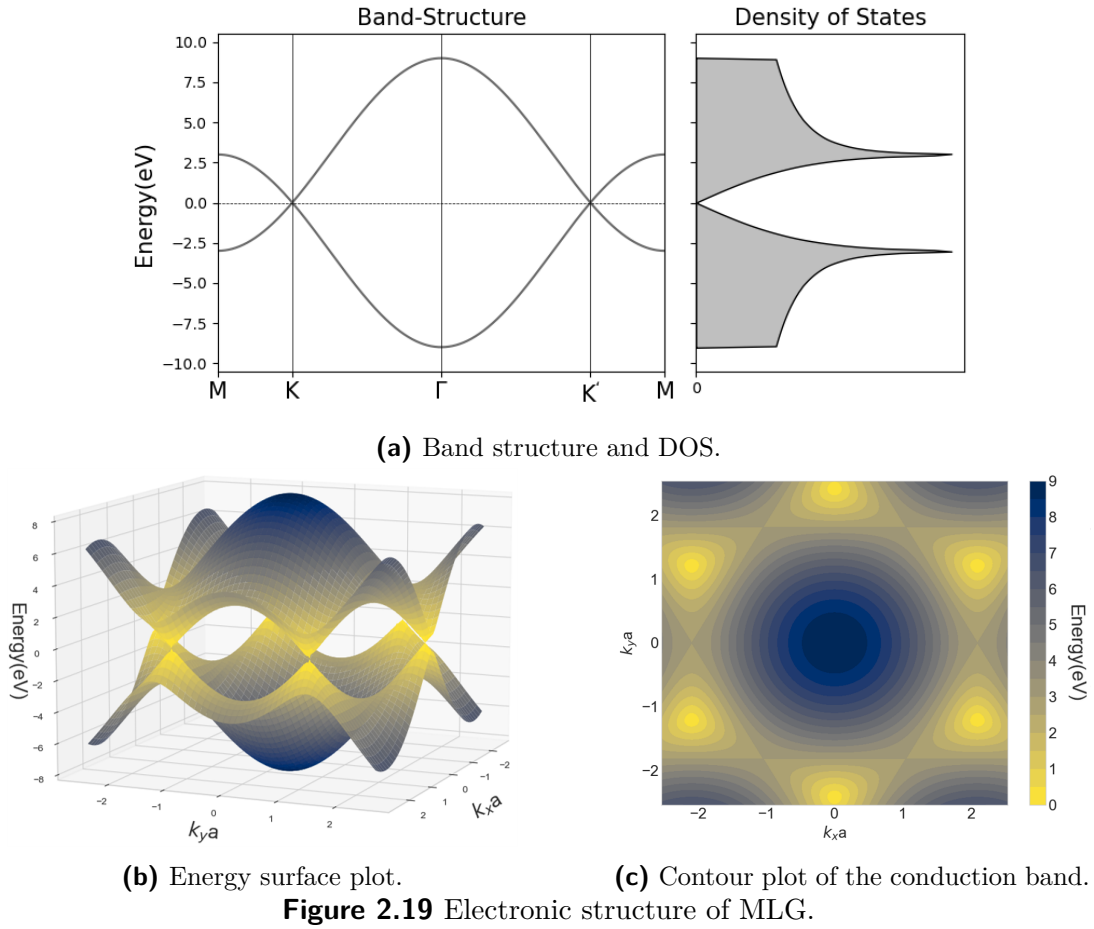 Band-Structure
Density of States
Energy(eV)
10.0
7.5
5.0
2.5
0.0
−2.5
−5.0
−7.5
−10.0
M K Γ K′ M
0
(a) Band structure and DOS.
Energy(eV)
8
6
4
2
0
−2
−4
−6
−8
−2 −1 0 1 2
kya
2 1 0 −1 −2
kxa
kya
2
1
0
−1
−2
−2 −1 0 1 2
kxa
9
8
7
6
5
4
3
2
1
0
Energy(eV)
(b) Energy surface plot.
(c) Contour plot of the conduction band.
Figure 2.19 Electronic structure of MLG.